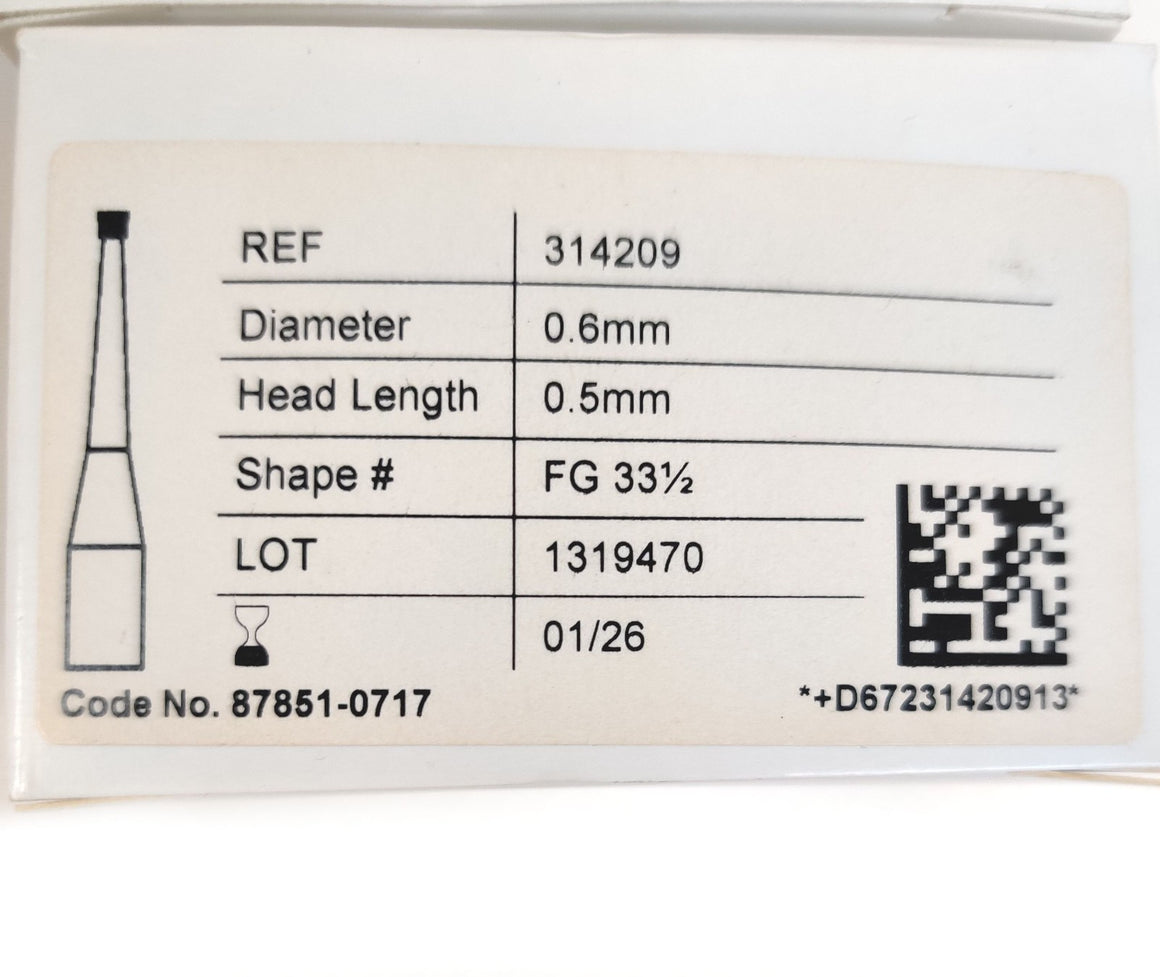 REF 314209
Diameter 0.6mm
Head Length 0.5mm
Shape # FG 33½
LOT 1319470
01/26
Code No. 87851-0717 *+D67231420913*